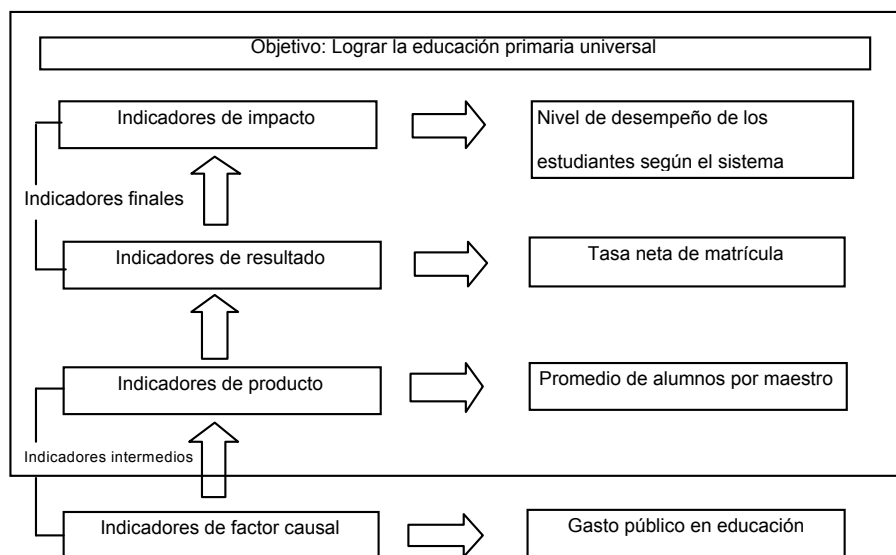 Objetivo: Lograr la educación primaria universal
Indicadores de impacto
Nivel de desempeño de los
estudiantes según el sistema
Indicadores finales
Indicadores de resultado
Tasa neta de matrícula
Indicadores de producto
Promedio de alumnos por maestro
Indicadores intermedios
Indicadores de factor causal
Gasto público en educación